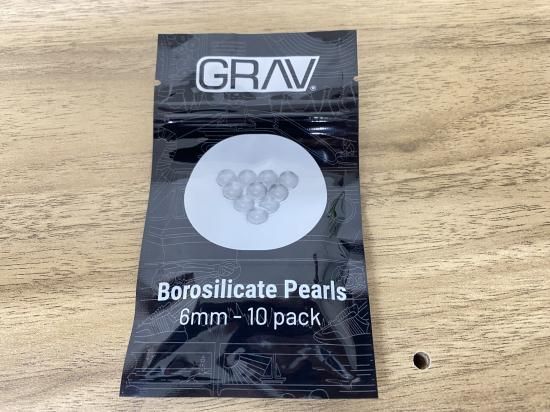 GRAV®
Borosilicate Pearls
6mm - 10 pack